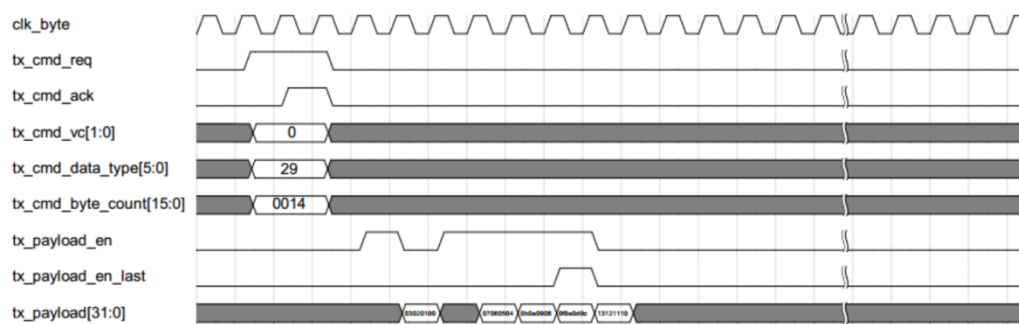 clk_byte
tx_cmd_req
tx_cmd_ack
tx_cmd_vc[1:0] 0
tx_cmd_data_type[5:0] 29
tx_cmd_byte_count[15:0] 0014
tx_payload_en
tx_payload_en_last
tx_payload[31:0] 03020100 07060504 0b0a0908 0f0e0d0c 13121110